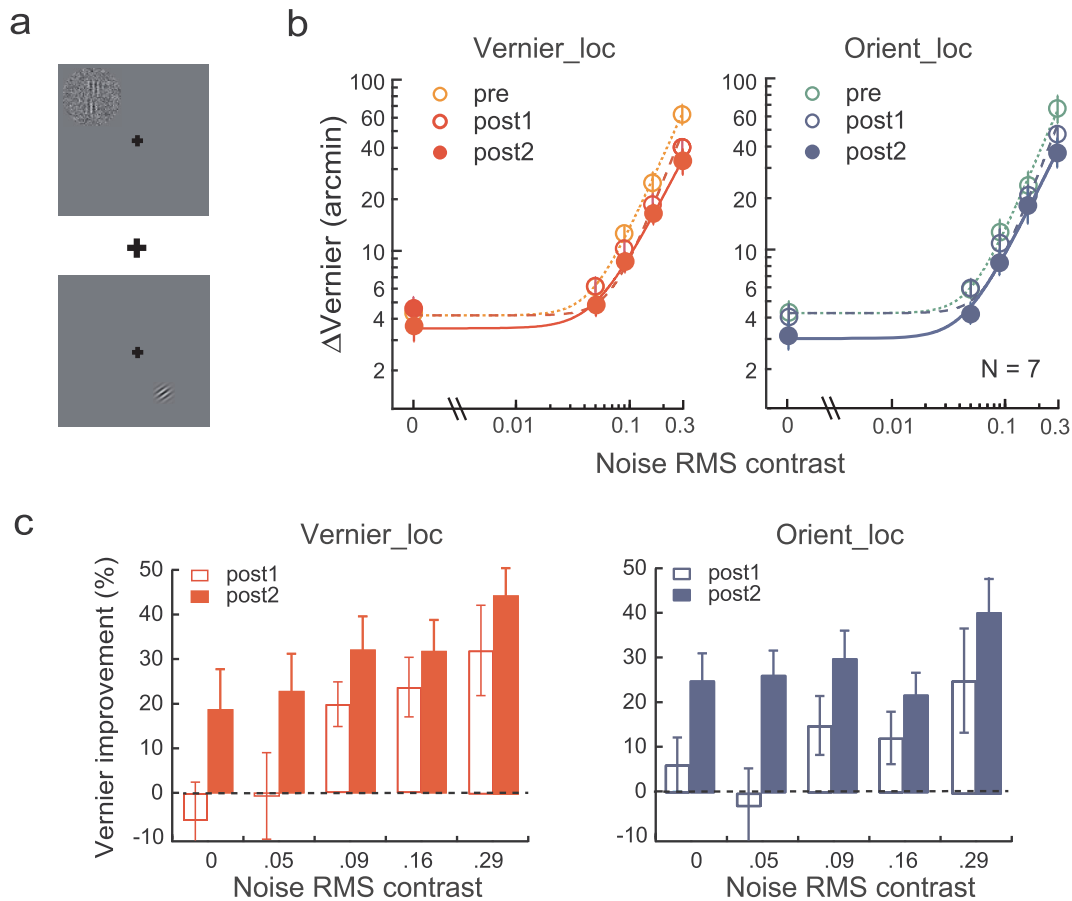 a
b
Vernier_loc
Orient_loc
ΔVernier (arcmin)
100
60
40
20
10
6
4
2
pre
post1
post2
0
0.01
0.1
0.3
100
60
40
20
10
6
4
2
pre
post1
post2
N = 7
0
0.01
0.1
0.3
Noise RMS contrast
c
Vernier_loc
Orient_loc
Vernier improvement (%)
50
40
30
20
10
0
-10
post1
post2
0 .05 .09 .16 .29
Noise RMS contrast
50
40
30
20
10
0
-10
post1
post2
0 .05 .09 .16 .29
Noise RMS contrast